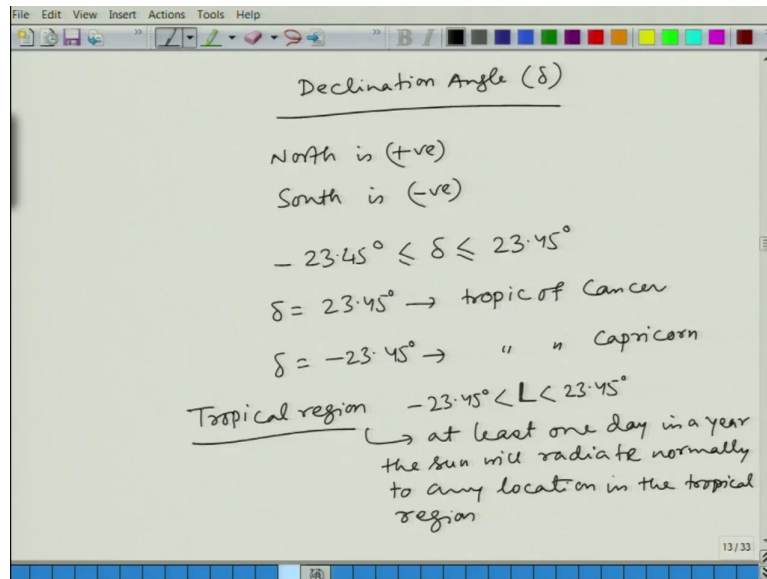 File Edit View Insert Actions Tools Help
Declination Angle (δ)
North is (+ve)
South is (-ve)
- 23.45° ≤ δ ≤ 23.45°
δ = 23.45° → tropic of Cancer
δ = -23.45° → " " Capricorn
Tropical region -23.45° < L < 23.45°
↳ at least one day in a year
the sun will radiate normally
to any location in the tropical
region
13/33